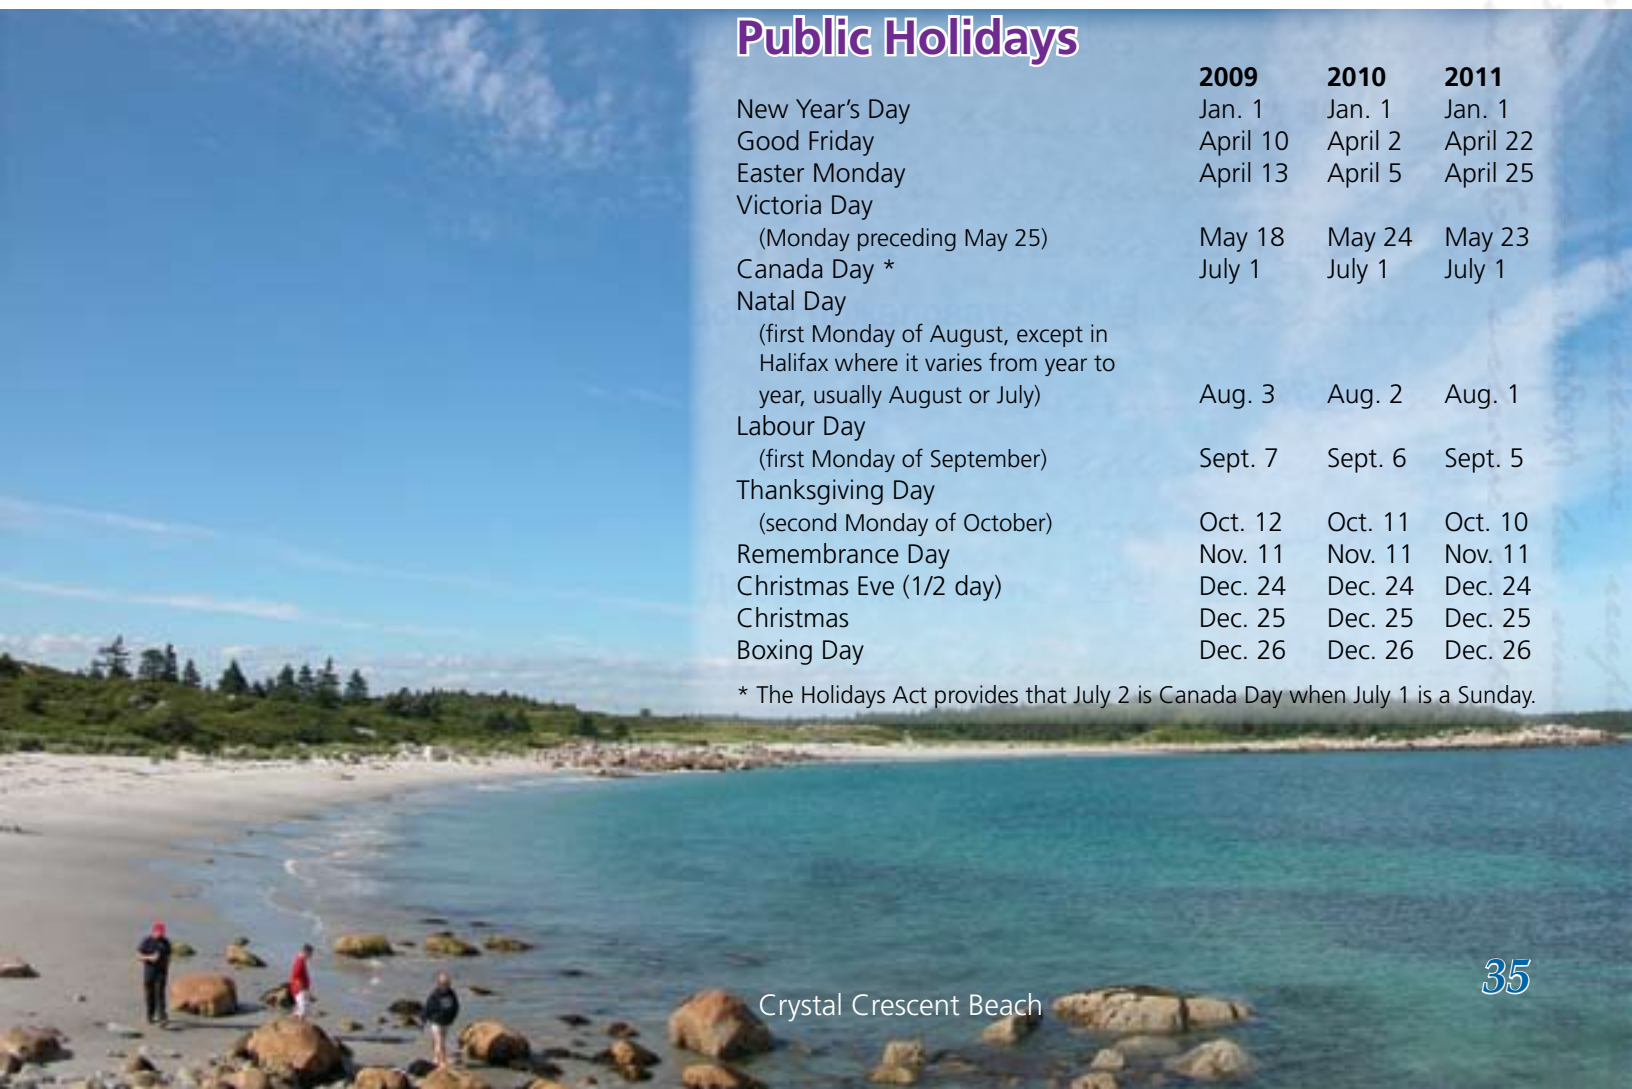 Public Holidays
2009 2010 2011
New Year's Day Jan. 1 Jan. 1 Jan. 1
Good Friday April 10 April 2 April 22
Easter Monday April 13 April 5 April 25
Victoria Day
(Monday preceding May 25) May 18 May 24 May 23
Canada Day * July 1 July 1 July 1
Natal Day
(first Monday of August, except in
Halifax where it varies from year to
year, usually August or July) Aug. 3 Aug. 2 Aug. 1
Labour Day
(first Monday of September) Sept. 7 Sept. 6 Sept. 5
Thanksgiving Day
(second Monday of October) Oct. 12 Oct. 11 Oct. 10
Remembrance Day Nov. 11 Nov. 11 Nov. 11
Christmas Eve (1/2 day) Dec. 24 Dec. 24 Dec. 24
Christmas Dec. 25 Dec. 25 Dec. 25
Boxing Day Dec. 26 Dec. 26 Dec. 26
* The Holidays Act provides that July 2 is Canada Day when July 1 is a Sunday.
35
Crystal Crescent Beach